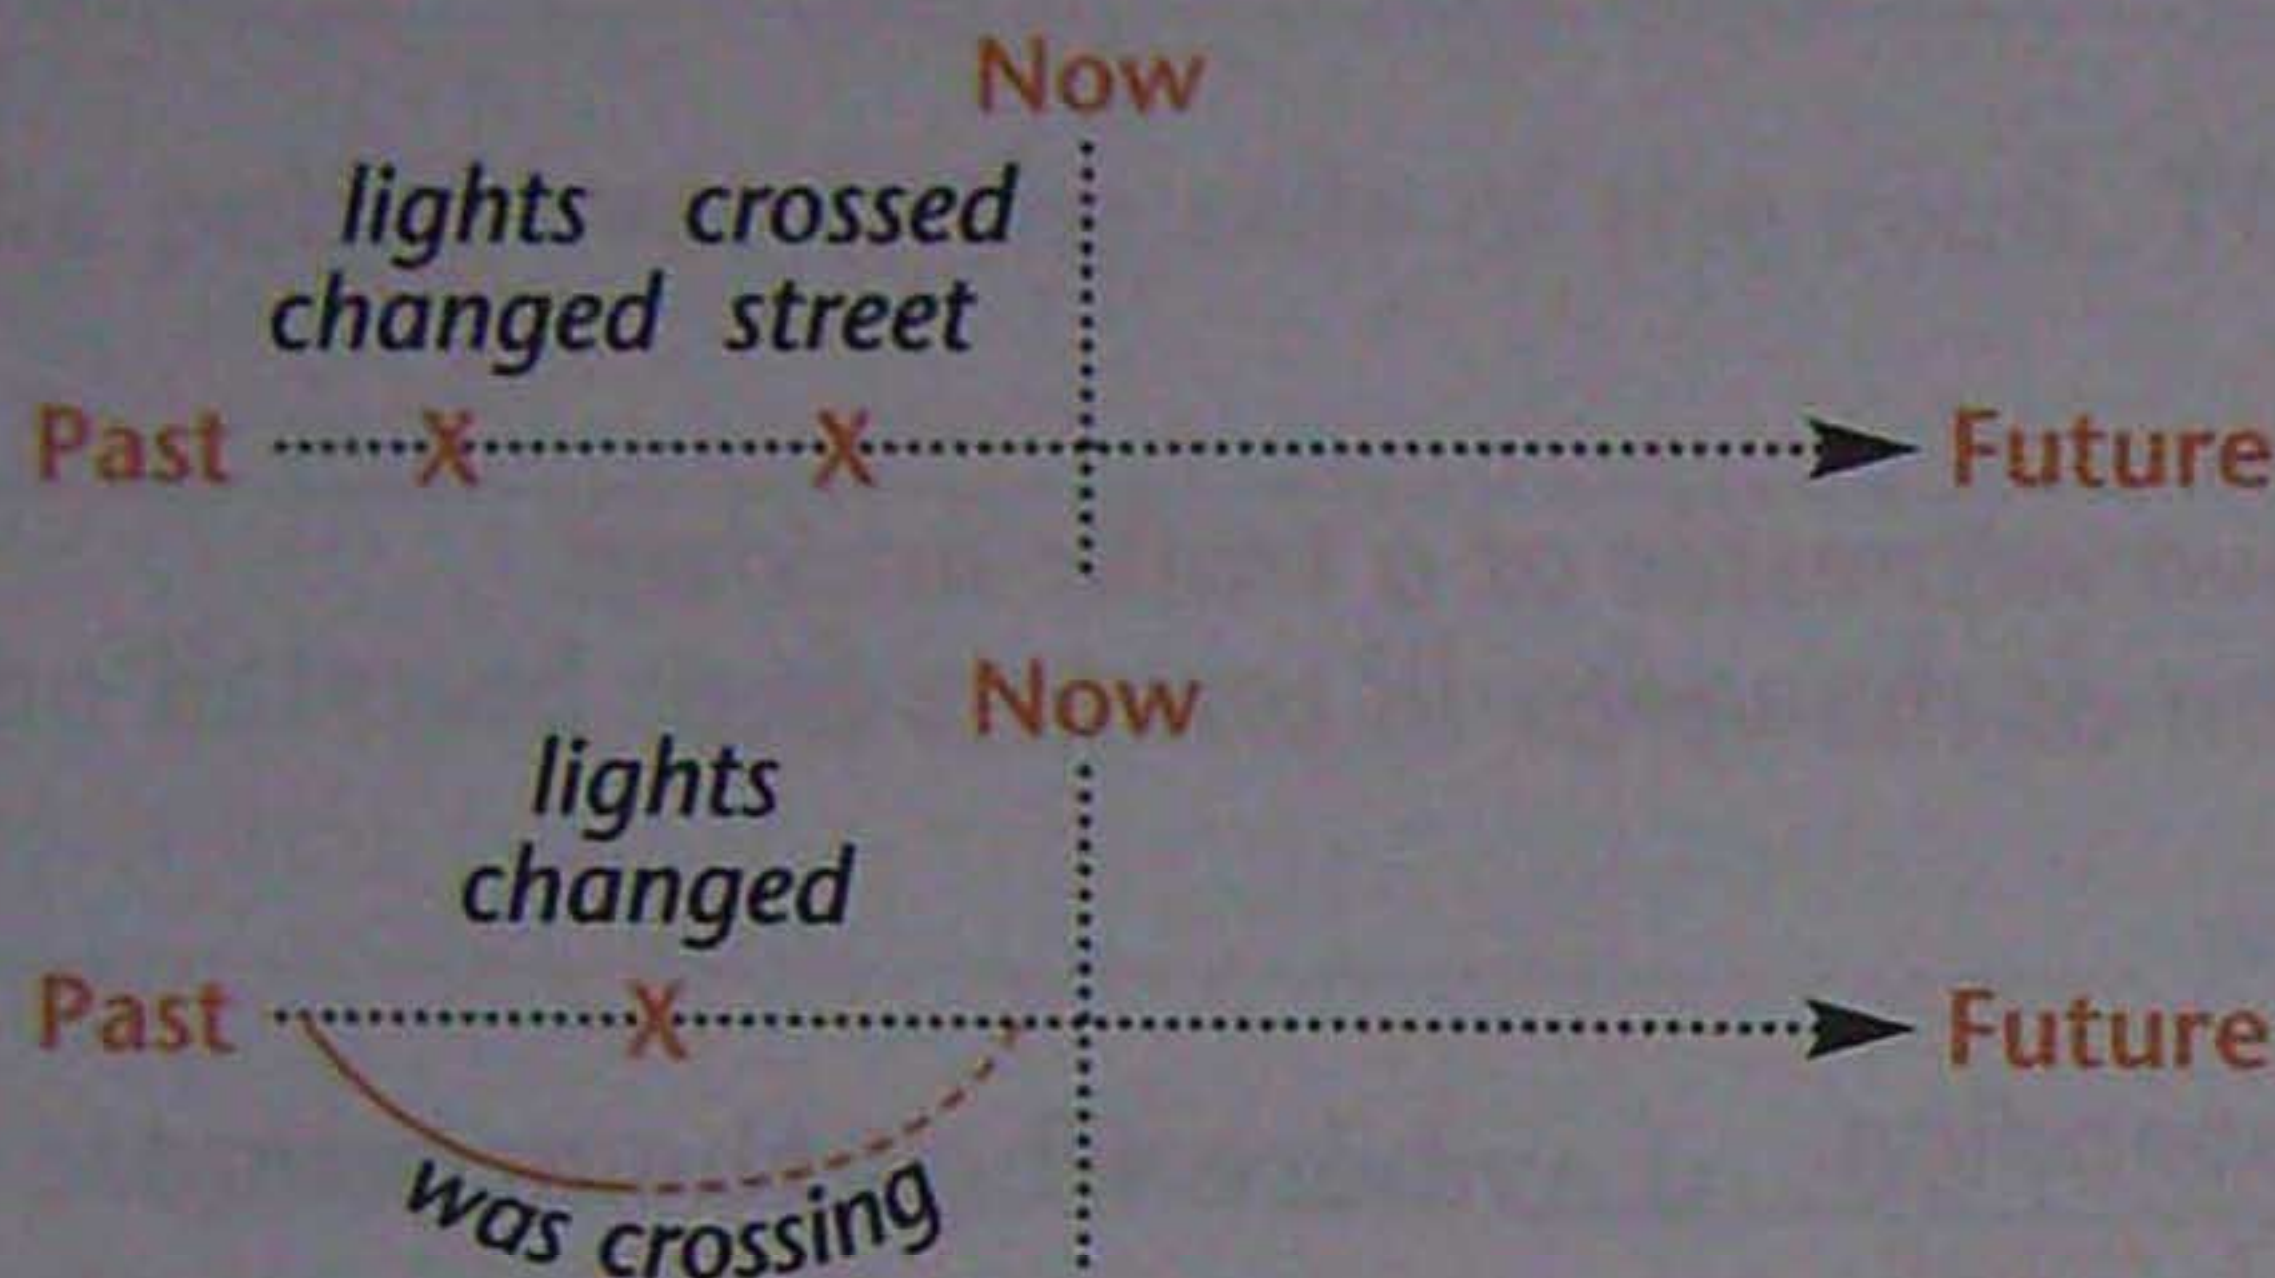 Now
lights crossed
changed street
Past X X Future
Now
lights
changed
Past X Future
was crossing